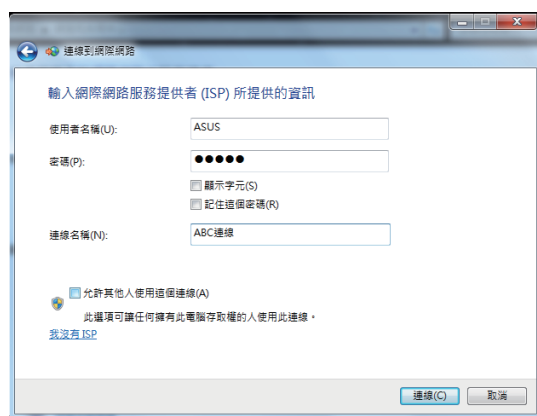 連線到網際網路
輸入網際網路服務提供者 (ISP) 所提供的資訊
使用者名稱(U):
ASUS
密碼(P):
●●●●●
顯示字元(S)
記住這個密碼(R)
連線名稱(N):
ABC連線
允許其他人使用這個連線(A)
此選項可讓任何擁有此電腦存取權的人使用此連線。
我沒有 ISP
連線(C)
取消